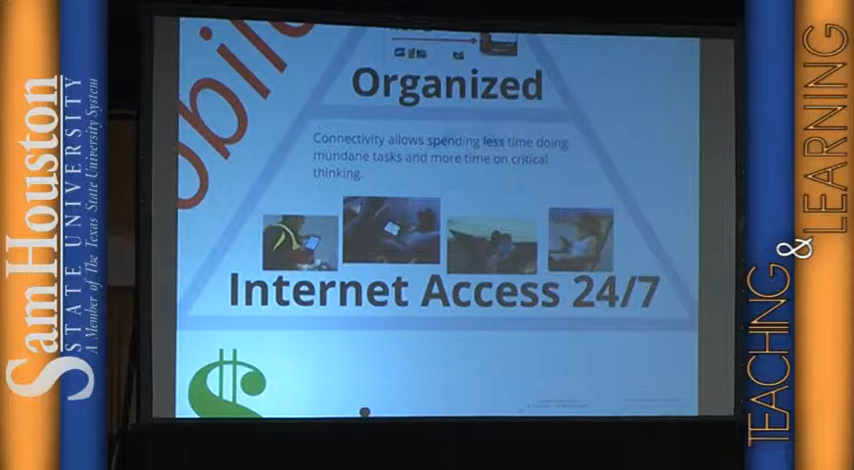 Sam Houston
STATE UNIVERSITY
A Member of The Texas State University System
Organized
Connectivity allows spending less time doing
mundane tasks and more time on critical
thinking.
Internet Access 24/7
$
TEACHING
&
LEARNING